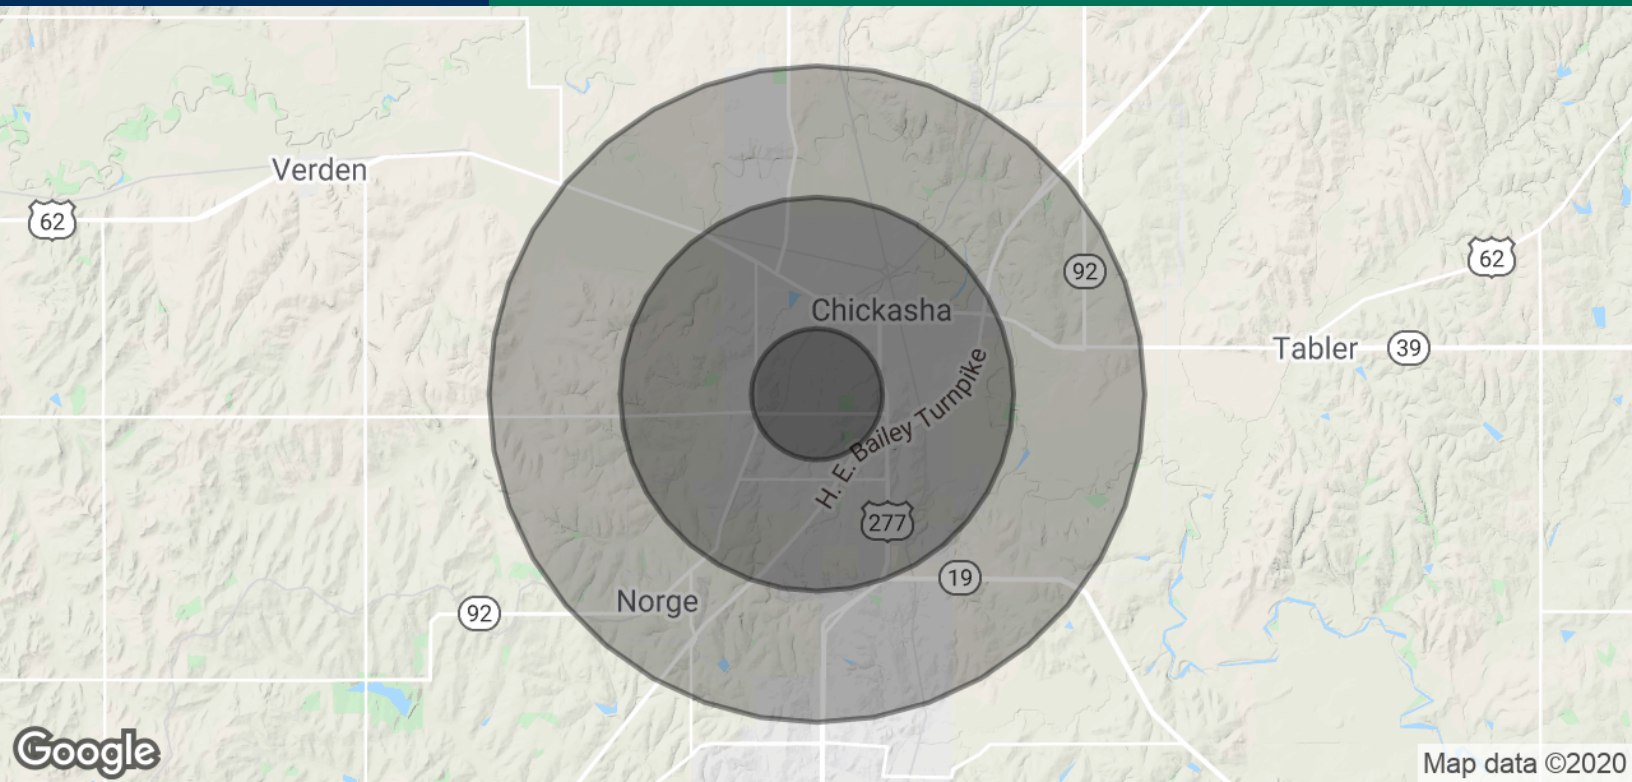 Verden
62
92
62
Chickasha
Tabler
39
H. E. Bailey Turnpike
277
19
Norge
92
Google
Map data ©2020